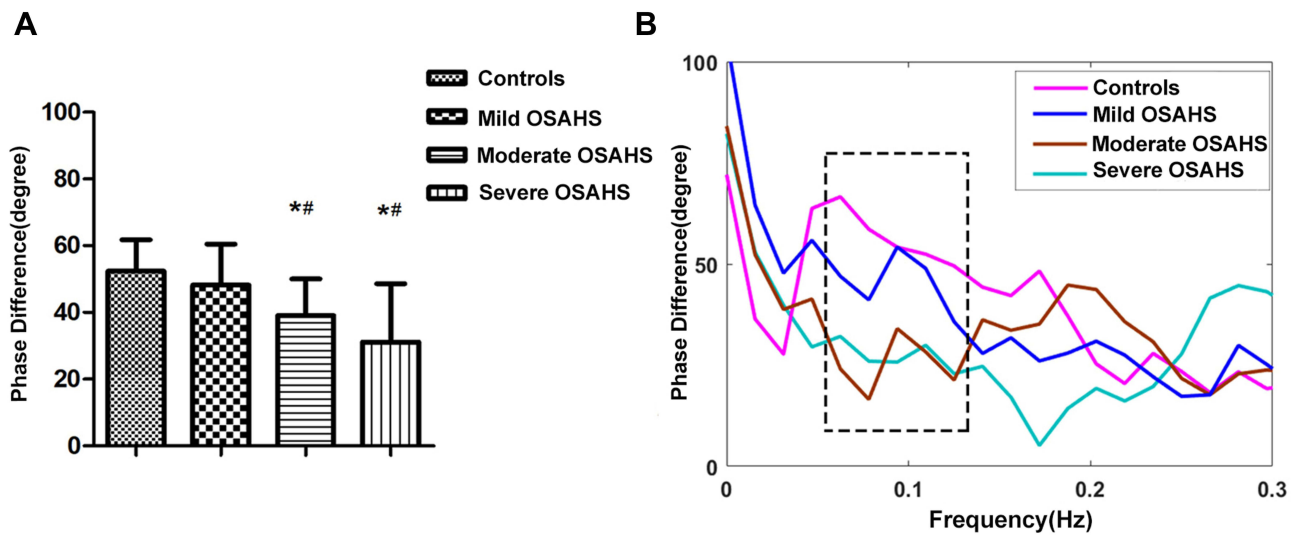 A
Controls
Mild OSAHS
Moderate OSAHS
Severe OSAHS
Phase Difference(degree)
100
80
60
40
20
0
*#
*#
B
Controls
Mild OSAHS
Moderate OSAHS
Severe OSAHS
Phase Difference(degree)
100
50
0
0
0.1
0.2
0.3
Frequency(Hz)